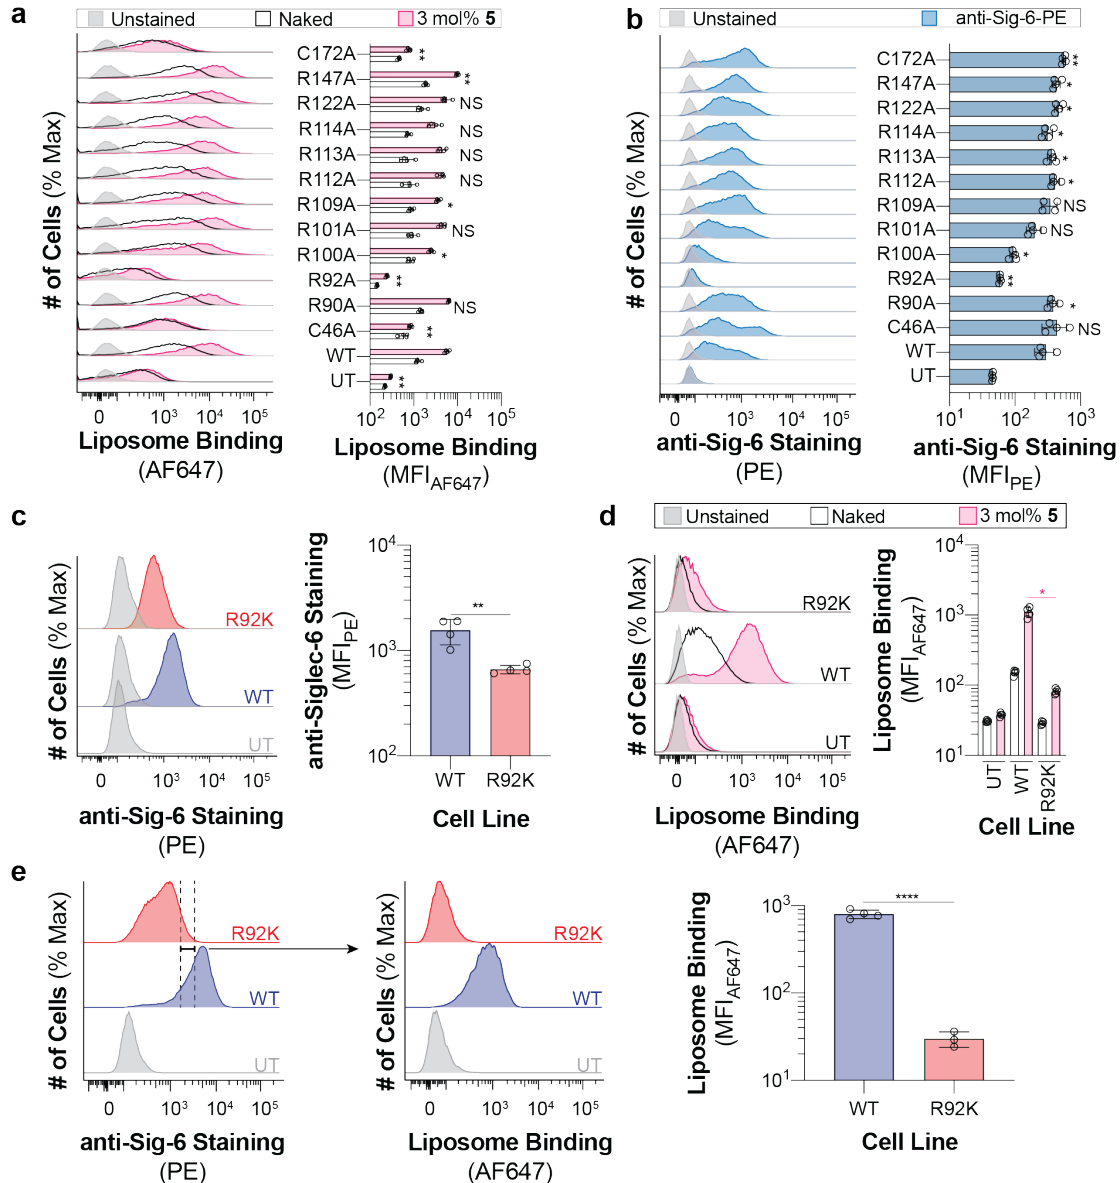 a
Unstained Naked 3 mol% 5
# of Cells (% Max)
0 10³ 10⁴ 10⁵
Liposome Binding
(AF647)
C172A **
R147A **
R122A NS
R114A NS
R113A NS
R112A NS
R109A *
R101A NS
R100A *
R92A **
R90A NS
C46A **
WT
UT **
10² 10³ 10⁴ 10⁵
Liposome Binding
(MFI_AF647)
b
Unstained anti-Sig-6-PE
# of Cells (% Max)
0 10³ 10⁴ 10⁵
anti-Sig-6 Staining
(PE)
C172A **
R147A *
R122A *
R114A *
R113A *
R112A *
R109A NS
R101A NS
R100A *
R92A **
R90A *
C46A NS
WT
UT
10¹ 10² 10³
anti-Sig-6 Staining
(MFI_PE)
c
# of Cells (% Max)
R92K
WT
UT
0 10³ 10⁴ 10⁵
anti-Sig-6 Staining
(PE)
anti-Siglec-6 Staining
(MFI_PE)
10⁴
10³
10²
**
WT R92K
Cell Line
d
Unstained Naked 3 mol% 5
# of Cells (% Max)
R92K
WT
UT
0 10³ 10⁴ 10⁵
Liposome Binding
(AF647)
Liposome Binding
(MFI_AF647)
10⁴
10³
10²
10¹
*
UT WT R92K
Cell Line
e
# of Cells (% Max)
R92K
WT
UT
0 10³ 10⁴ 10⁵
anti-Sig-6 Staining
(PE)
# of Cells (% Max)
R92K
WT
UT
0 10³ 10⁴ 10⁵
Liposome Binding
(AF647)
Liposome Binding
(MFI_AF647)
10³
10²
10¹
****
WT R92K
Cell Line